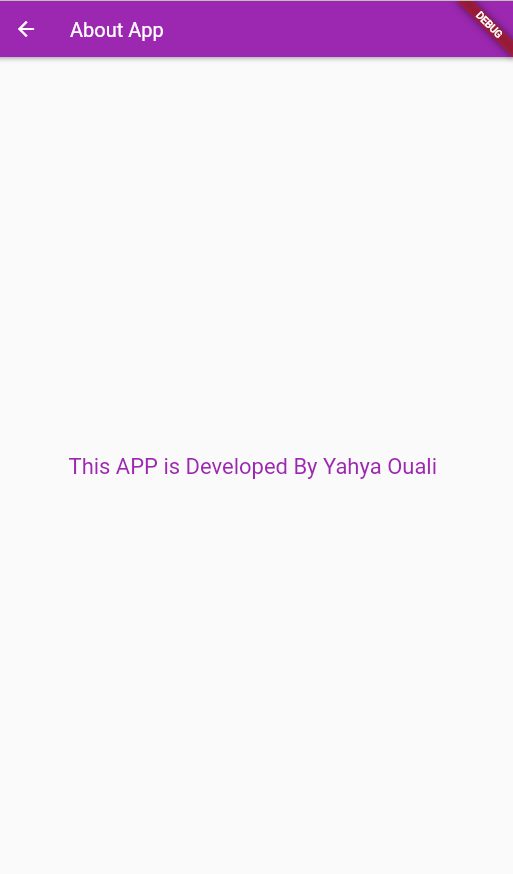 About App
DEBUG
This APP is Developed By Yahya Ouali